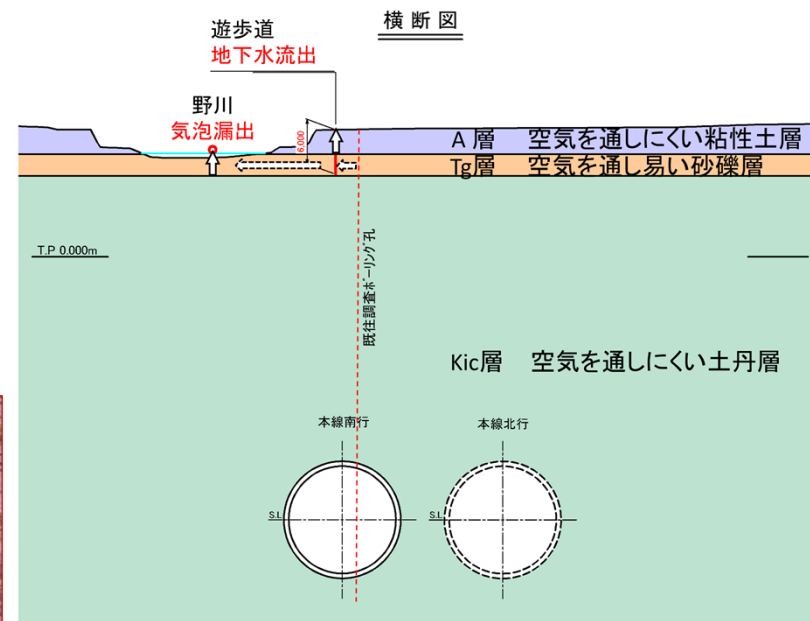 横断図
遊歩道
地下水流出
野川
気泡漏出
6,000
A層 空気を通しにくい粘性土層
Tg層 空気を通し易い砂礫層
T.P 0.000m
既往調査ボーリング孔
Kic層 空気を通しにくい土丹層
本線南行
本線北行
S.L
S.L